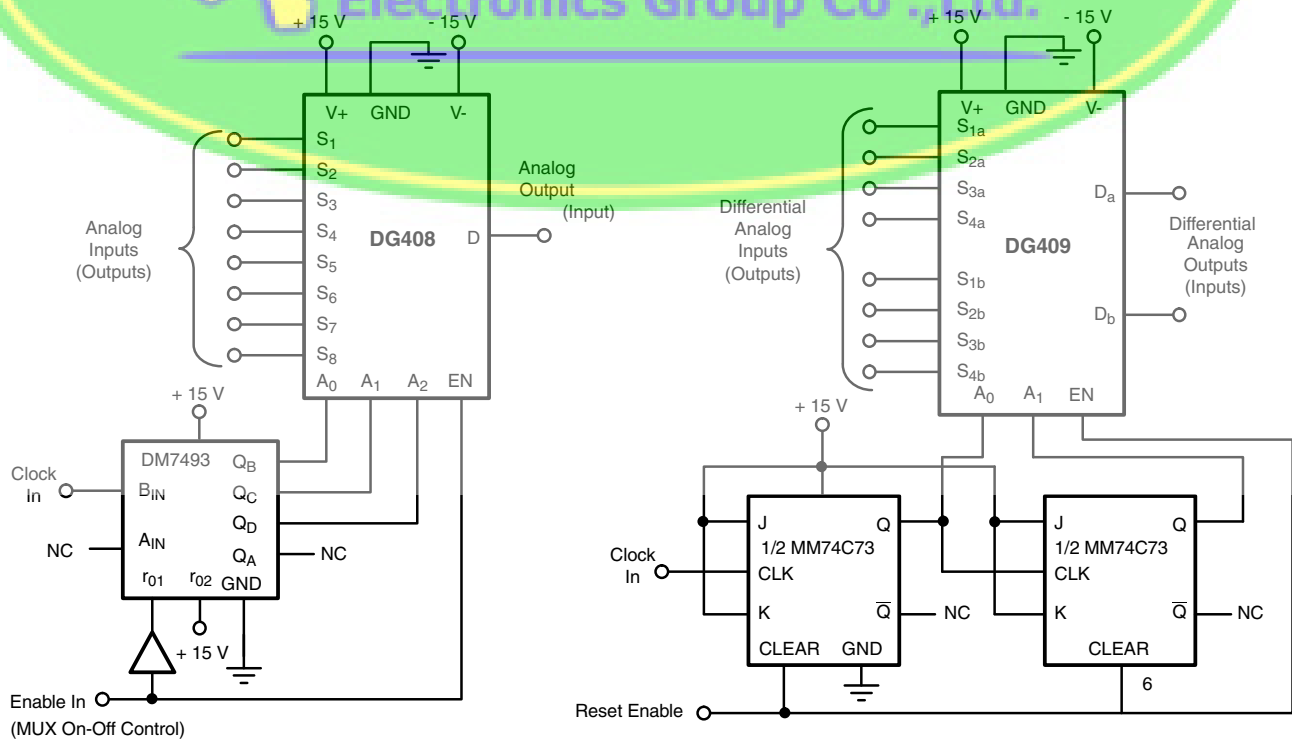 Electronics Group Co .,Ltd.
+ 15 V
- 15 V
V+
GND
V-
S1
S2
S3
S4
S5
S6
S7
S8
DG408
D
A0
A1
A2
EN
Analog
Inputs
(Outputs)
Analog
Output
(Input)
+ 15 V
DM7493
QB
QC
QD
QA
BIN
AIN
r01
r02
GND
Clock
In
NC
NC
+ 15 V
Enable In
(MUX On-Off Control)
+ 15 V
- 15 V
V+
GND
V-
S1a
S2a
S3a
S4a
S1b
S2b
S3b
S4b
DG409
Da
Db
A0
A1
EN
Differential
Analog
Inputs
(Outputs)
Differential
Analog
Outputs
(Inputs)
+ 15 V
J
Q
1/2 MM74C73
CLK
K
Q
CLEAR
GND
NC
Clock
In
J
Q
1/2 MM74C73
CLK
K
Q
CLEAR
NC
6
Reset Enable